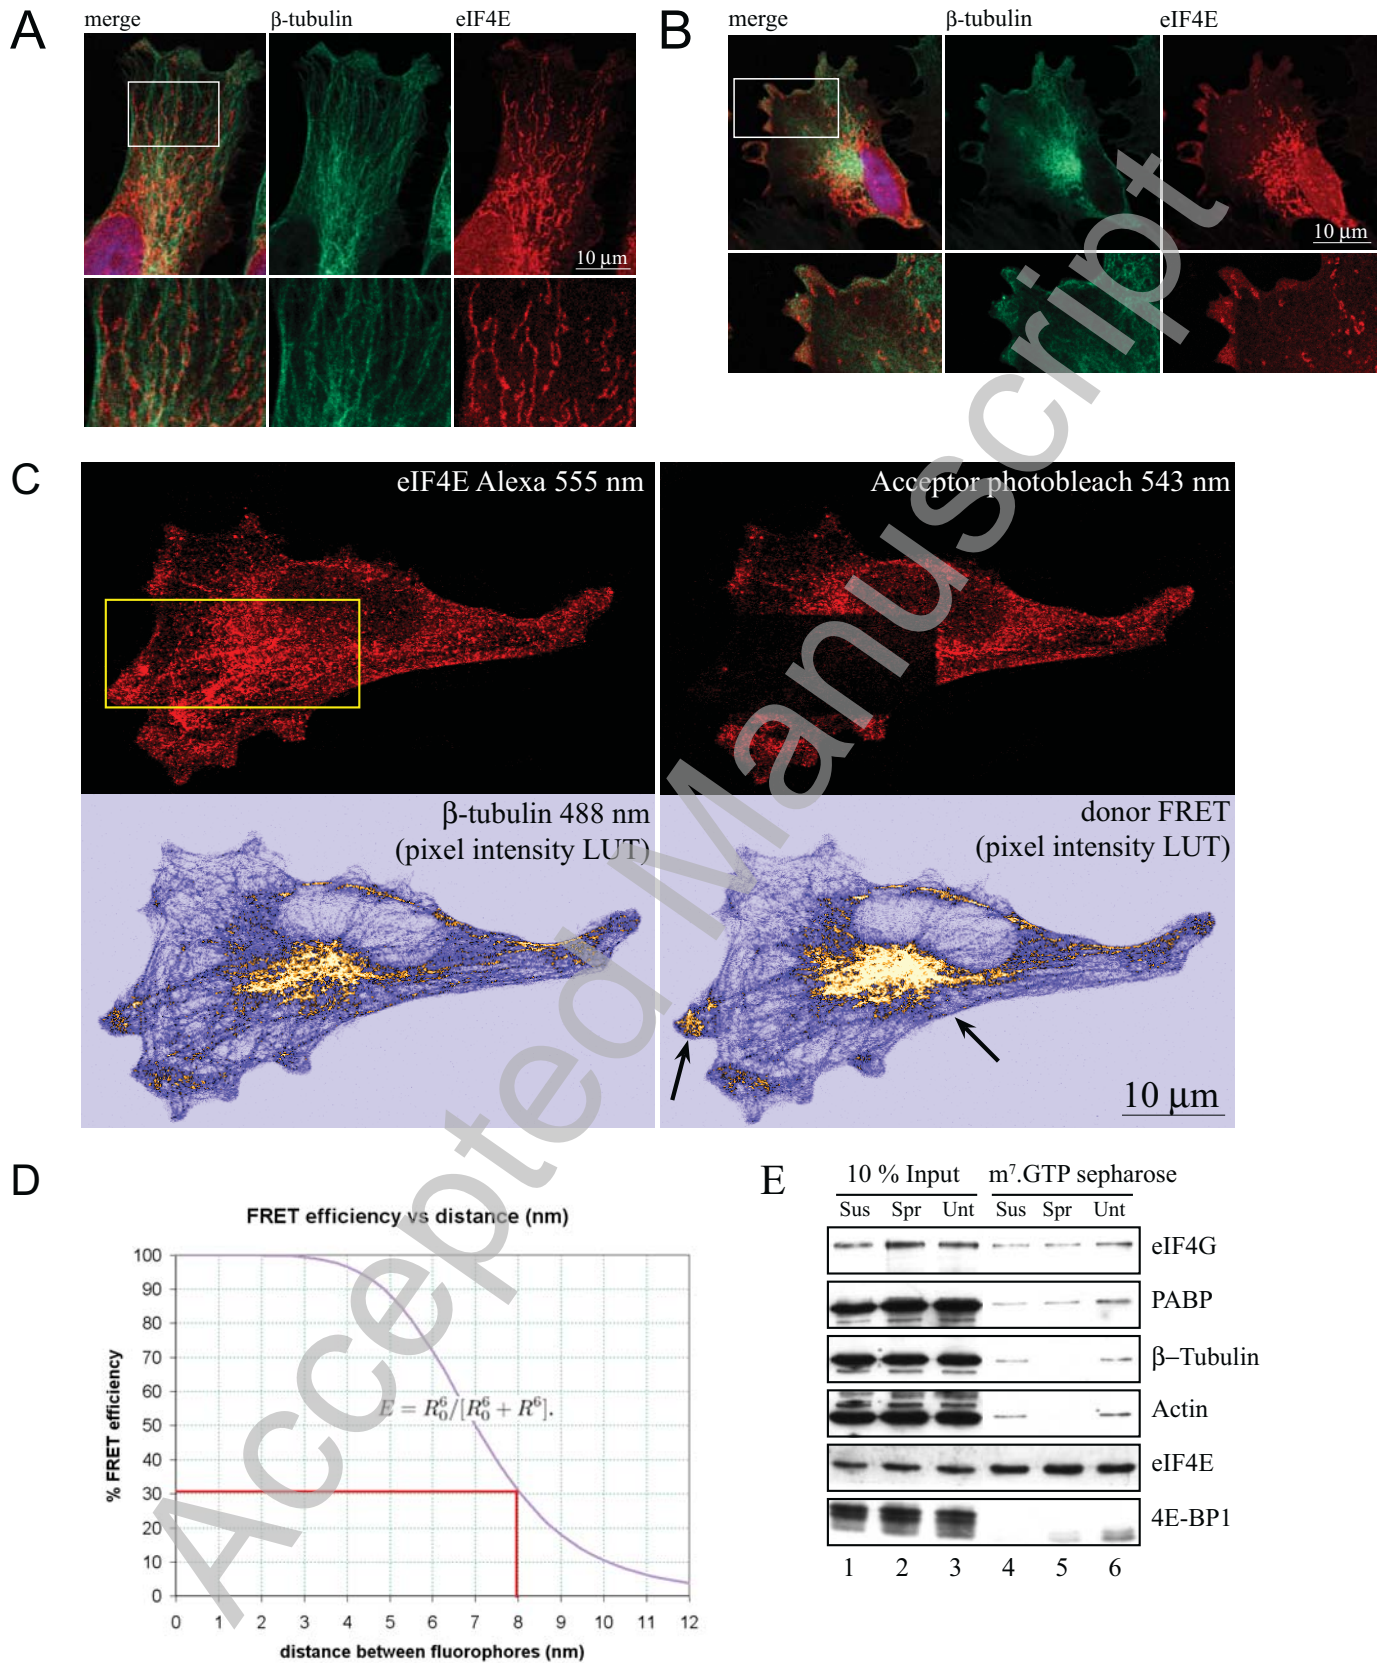 A
merge β-tubulin eIF4E
10 µm
B
merge β-tubulin eIF4E
10 µm
C
eIF4E Alexa 555 nm
Acceptor photobleach 543 nm
β-tubulin 488 nm
(pixel intensity LUT)
donor FRET
(pixel intensity LUT)
10 µm
D
FRET efficiency vs distance (nm)
% FRET efficiency
100
90
80
70
60
50
40
30
20
10
0
E = R₀⁶/[R₀⁶ + R⁶].
0 1 2 3 4 5 6 7 8 9 10 11 12
distance between fluorophores (nm)
E
10 % Input m⁷.GTP sepharose
Sus Spr Unt Sus Spr Unt
eIF4G
PABP
β–Tubulin
Actin
eIF4E
4E-BP1
1 2 3 4 5 6
Accepted Manuscript